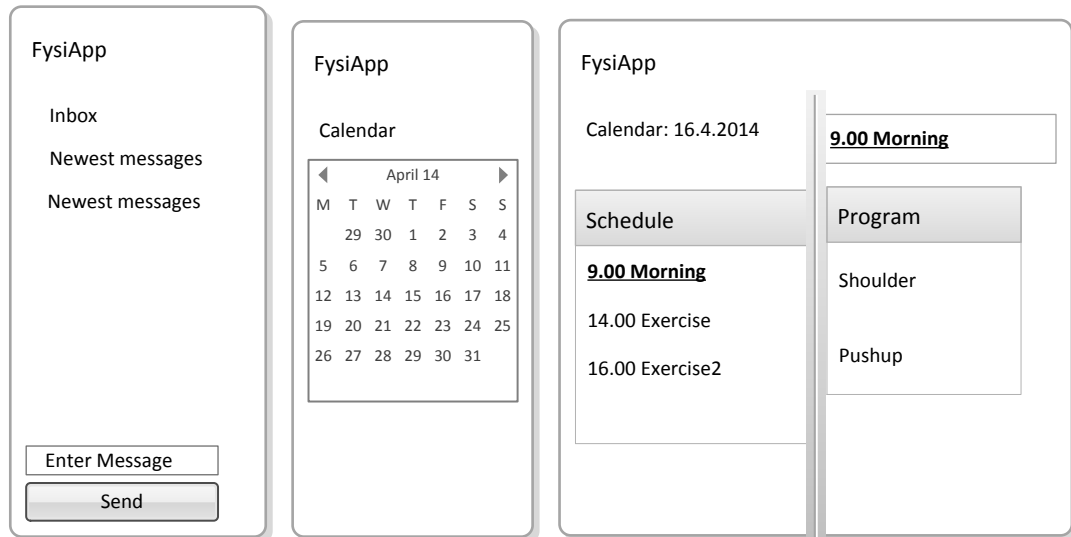 FysiApp
Inbox
Newest messages
Newest messages
Enter Message
Send
FysiApp
Calendar
April 14
M T W T F S S
29 30 1 2 3 4
5 6 7 8 9 10 11
12 13 14 15 16 17 18
19 20 21 22 23 24 25
26 27 28 29 30 31
FysiApp
Calendar: 16.4.2014
Schedule
9.00 Morning
14.00 Exercise
16.00 Exercise2
9.00 Morning
Program
Shoulder
Pushup